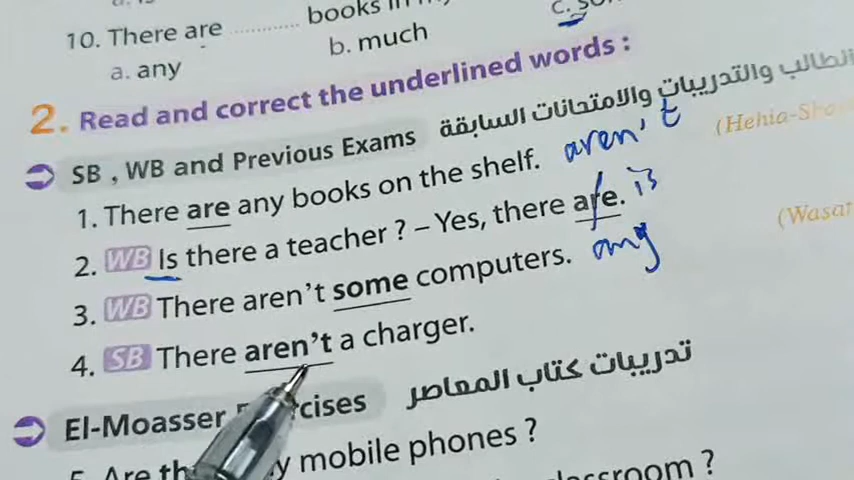 10. There are ............ books in
a. any b. much c.
2. Read and correct the underlined words :
SB , WB and Previous Exams الطالب والتدريبات والامتحانات السابقة
1. There are any books on the shelf. aren't (Hehia-
2. WB Is there a teacher ? – Yes, there are. is
3. WB There aren't some computers. any (Wasat
4. SB There aren't a charger.
El-Moasser تدريبات كتاب المعاصر
5. Are mobile phones ?
classroom ?